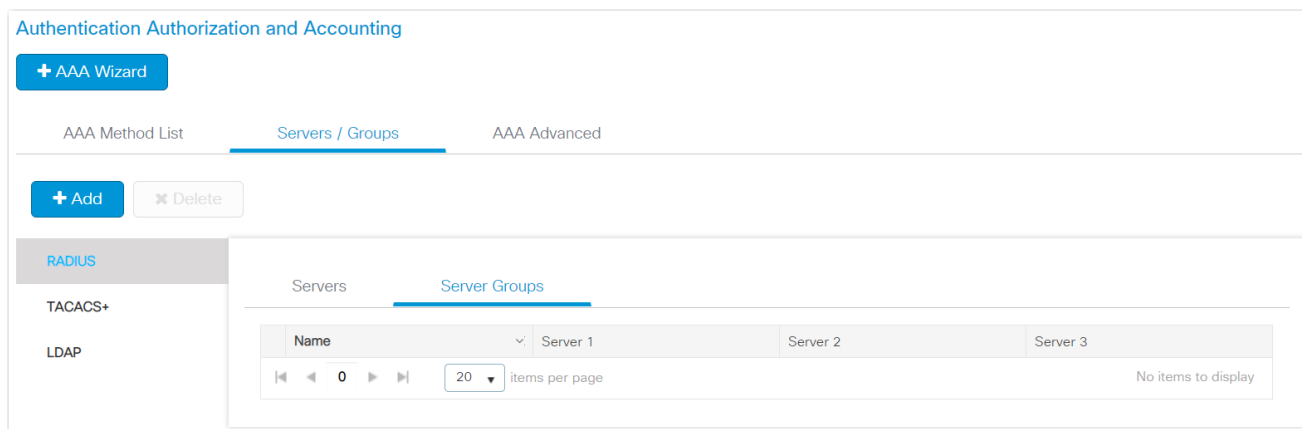 Authentication Authorization and Accounting
+ AAA Wizard
AAA Method List Servers / Groups AAA Advanced
+ Add ✖ Delete
RADIUS
TACACS+
LDAP
Servers Server Groups
Name Server 1 Server 2 Server 3
0 20 items per page No items to display